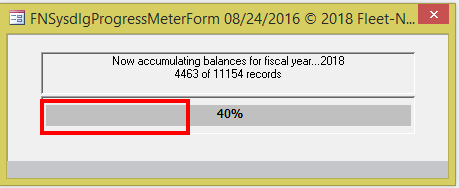 FNSysdlgProgressMeterForm 08/24/2016 © 2018 Fleet-N...
Now accumulating balances for fiscal year...2018
4463 of 11154 records
40%